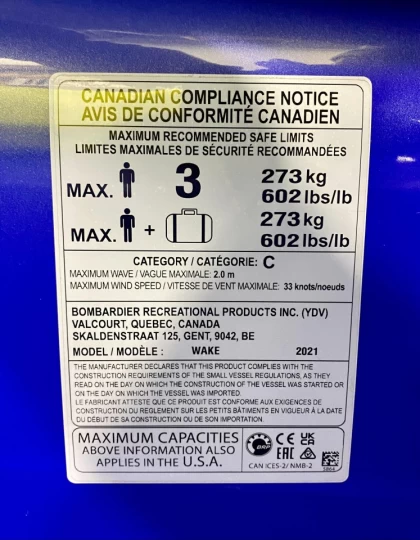 CANADIAN COMPLIANCE NOTICE
AVIS DE CONFORMITÉ CANADIEN
MAXIMUM RECOMMENDED SAFE LIMITS
LIMITES MAXIMALES DE SÉCURITÉ RECOMMANDÉES
MAX. 3 273 kg
602 lbs/lb
MAX. + 273 kg
602 lbs/lb
CATEGORY / CATÉGORIE: C
MAXIMUM WAVE / VAGUE MAXIMALE: 2.0 m
MAXIMUM WIND SPEED / VITESSE DE VENT MAXIMALE: 33 knots/noeuds
BOMBARDIER RECREATIONAL PRODUCTS INC. (YDV)
VALCOURT, QUEBEC, CANADA
SKALDENSTRAAT 125, GENT, 9042, BE
MODEL / MODÈLE : WAKE 2021
THE MANUFACTURER DECLARES THAT THIS PRODUCT COMPLIES WITH THE
CONSTRUCTION REQUIREMENTS OF THE SMALL VESSEL REGULATIONS, AS THEY
READ ON THE DAY ON WHICH THE CONSTRUCTION OF THE VESSEL WAS STARTED OR
ON THE DAY ON WHICH THE VESSEL WAS IMPORTED.
LE FABRICANT ATTESTE QUE CE PRODUIT EST CONFORME AUX EXIGENCES DE
CONSTRUCTION DU REGLEMENT SUR LES PETITS BÂTIMENTS EN VIGUEUR À LA DATE
DU DÉBUT DE SA CONSTRUCTION OU DE SON IMPORTATION.
MAXIMUM CAPACITIES
ABOVE INFORMATION ALSO
APPLIES IN THE U.S.A.
BRP CE UK CA
EAC
CAN ICES-2/ NMB-2